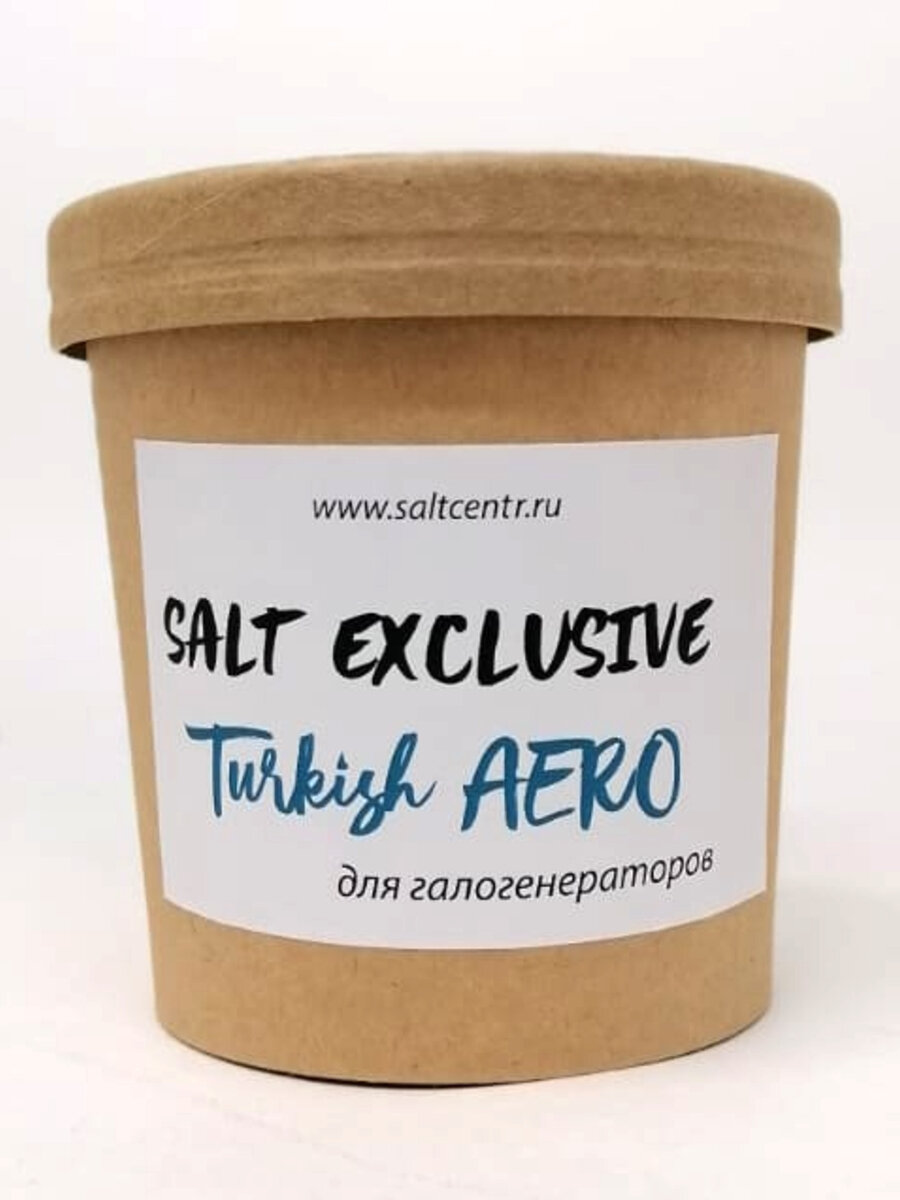 www.saltcentr.ru
SALT EXCLUSIVE
Turkish AERO
для галогенераторов